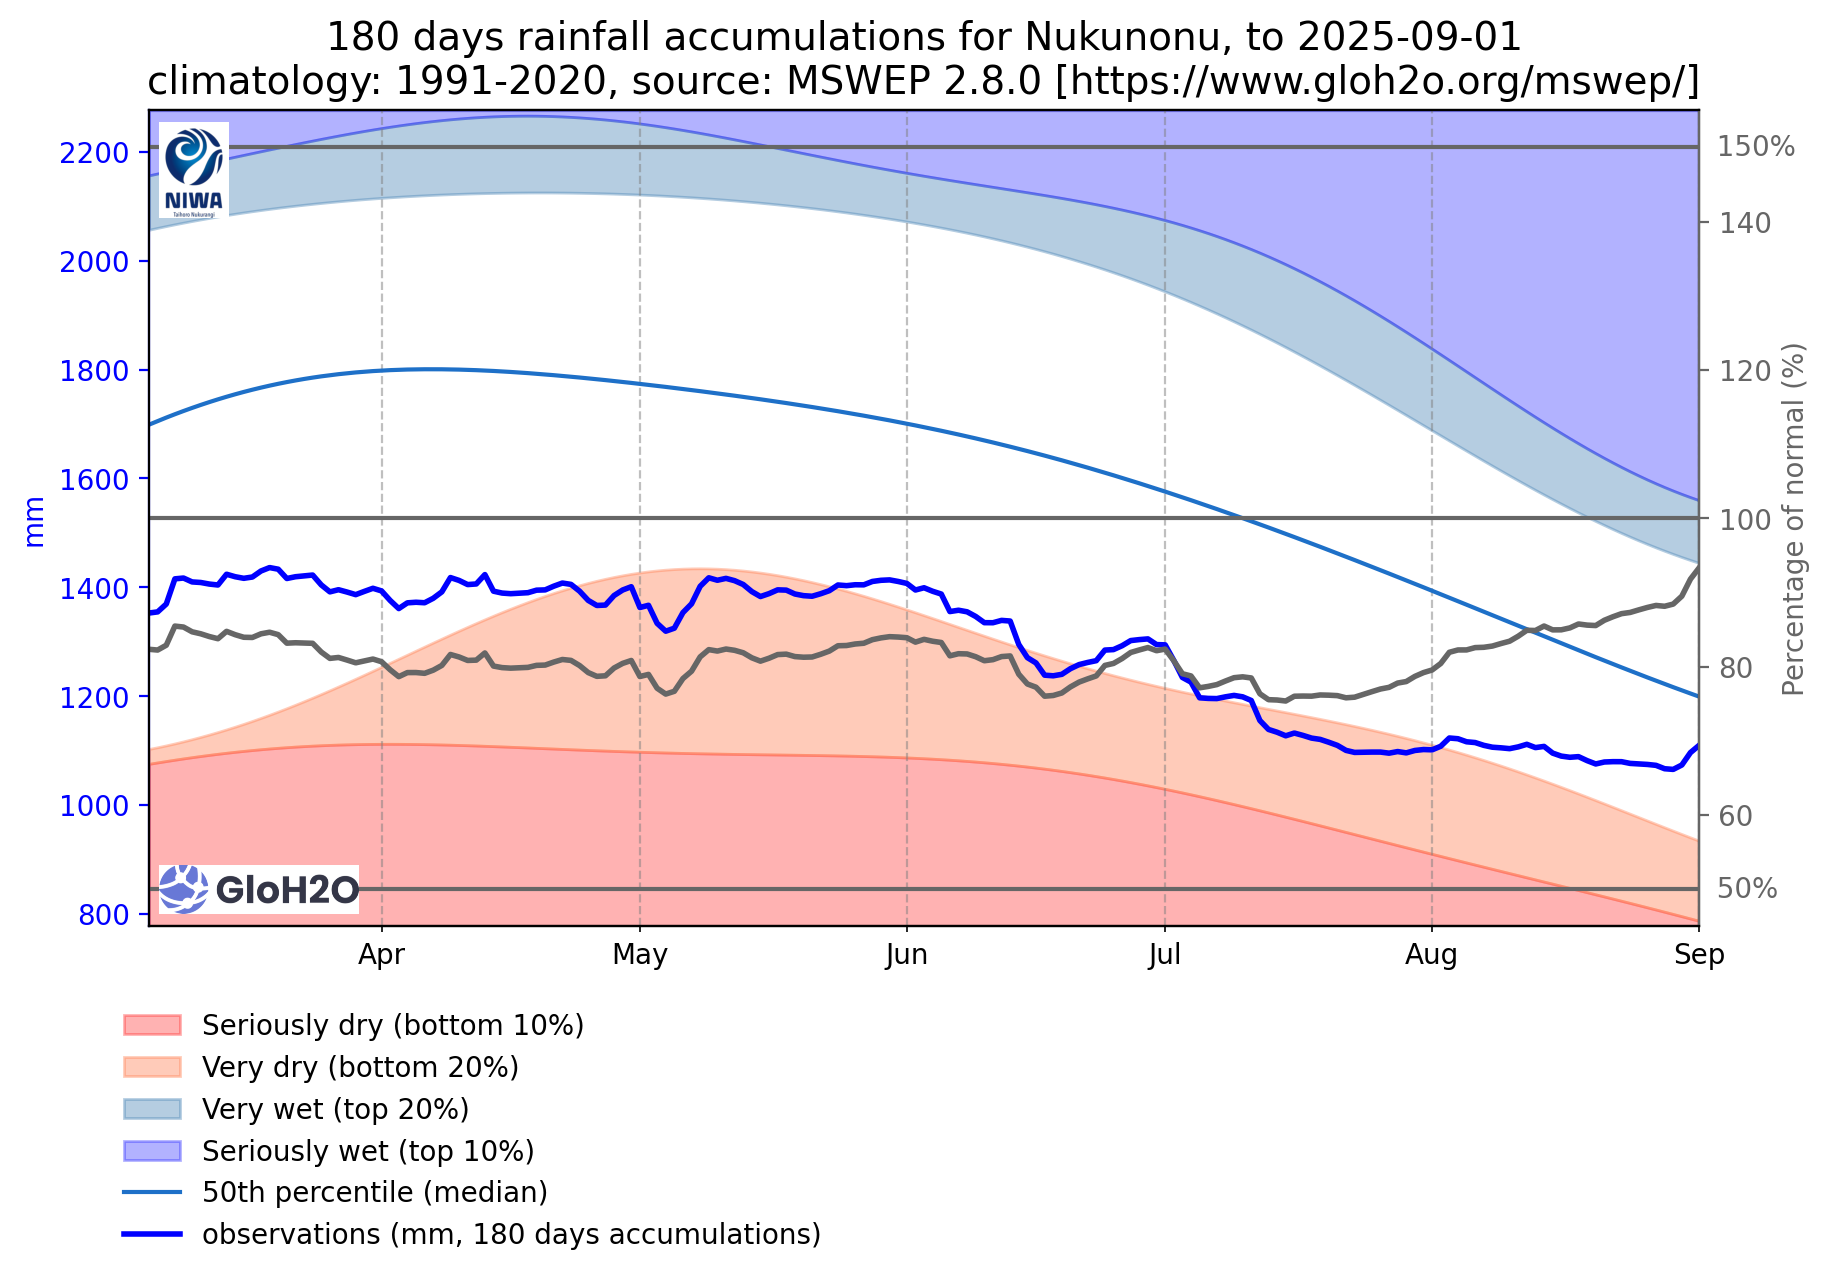 180 days rainfall accumulations for Nukunonu, to 2025-09-01
climatology: 1991-2020, source: MSWEP 2.8.0 [https://www.gloh2o.org/mswep/]
NIWA
Taihoro Nukurangi
2200
2000
1800
1600
1400
1200
1000
800
mm
150%
140
120
100
80
60
50%
Percentage of normal (%)
GloH2O
Apr
May
Jun
Jul
Aug
Sep
Seriously dry (bottom 10%)
Very dry (bottom 20%)
Very wet (top 20%)
Seriously wet (top 10%)
50th percentile (median)
observations (mm, 180 days accumulations)